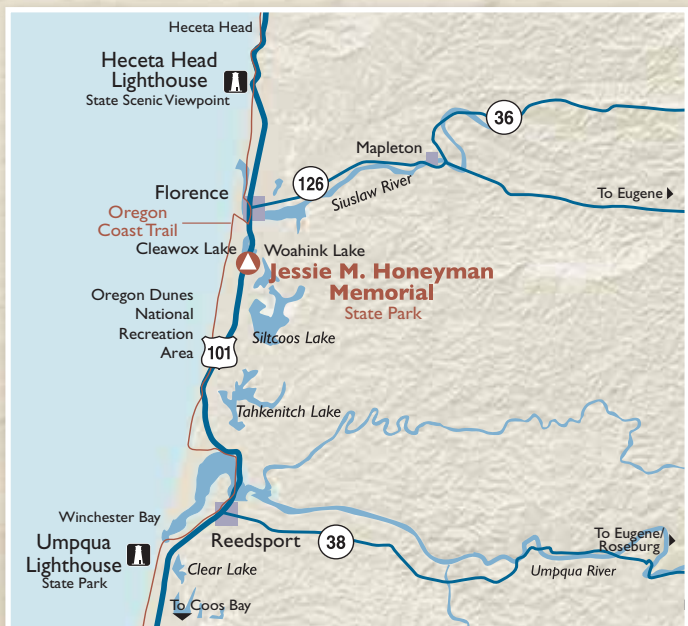 Heceta Head
Heceta Head
Lighthouse
State Scenic Viewpoint
36
Mapleton
126
Siuslaw River
To Eugene
Florence
Oregon
Coast Trail
Cleawox Lake
Woahink Lake
Jessie M. Honeyman
Memorial
State Park
Oregon Dunes
National
Recreation
Area
101
Siltcoos Lake
Tahkenitch Lake
Winchester Bay
Umpqua
Lighthouse
State Park
Reedsport
38
To Eugene/
Roseburg
Umpqua River
Clear Lake
To Coos Bay